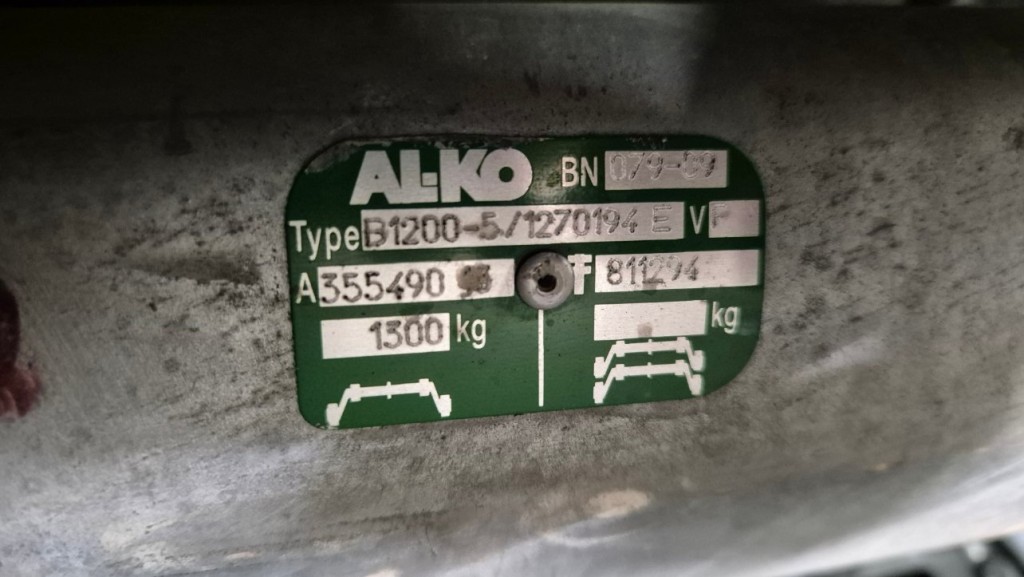 AL-KO BN 079-89
Type B1200-5/1270194 E V F
A 355490 F 811294
1300 kg kg